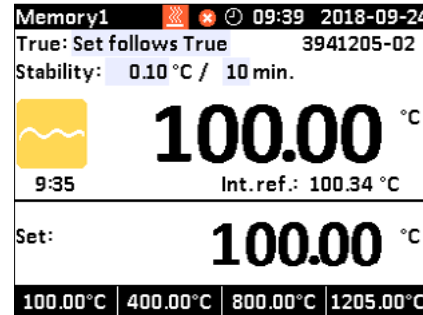 Memory1 09:39 2018-09-24
True: Set follows True 3941205-02
Stability: 0.10 °C / 10 min.
100.00 °C
9:35 Int.ref.: 100.34 °C
Set: 100.00 °C
100.00°C 400.00°C 800.00°C 1205.00°C